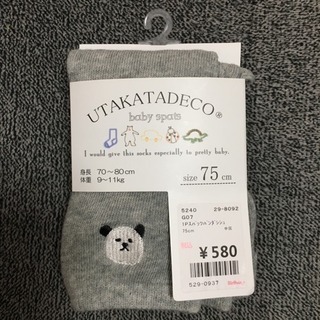 UTAKATADECO®
baby spats
I would give this socks especially to pretty baby.
身長 70～80cm
体重 9～11kg
size 75 cm
5240 29-8092
G07
75cm
￥580
529-0937